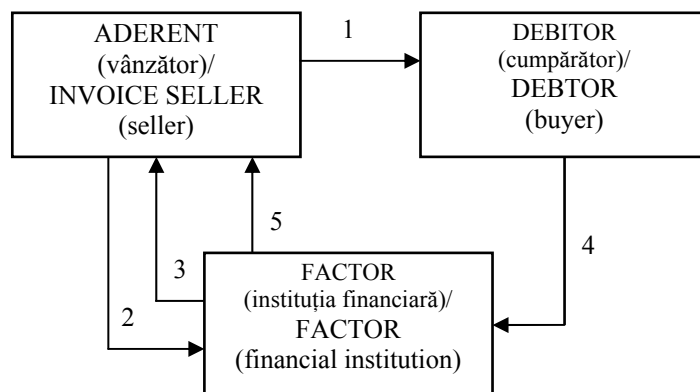 ADERENT
(vânzător)/
INVOICE SELLER
(seller)
1
DEBITOR
(cumpărător)/
DEBTOR
(buyer)
5
4
3
2
FACTOR
(instituția financiară)/
FACTOR
(financial institution)